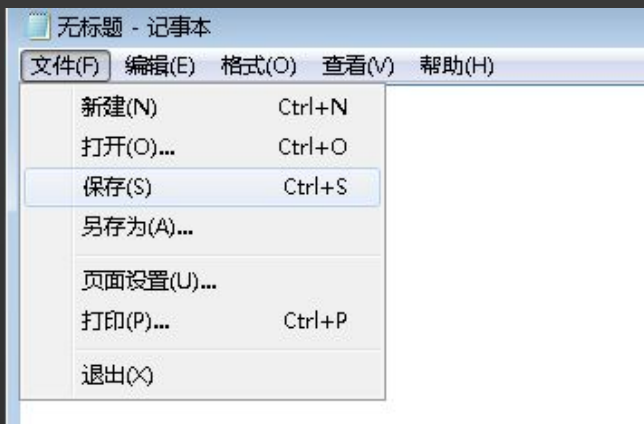 无标题 - 记事本
文件(F) 编辑(E) 格式(O) 查看(V) 帮助(H)
新建(N) Ctrl+N
打开(O)... Ctrl+O
保存(S) Ctrl+S
另存为(A)...
页面设置(U)...
打印(P)... Ctrl+P
退出(X)